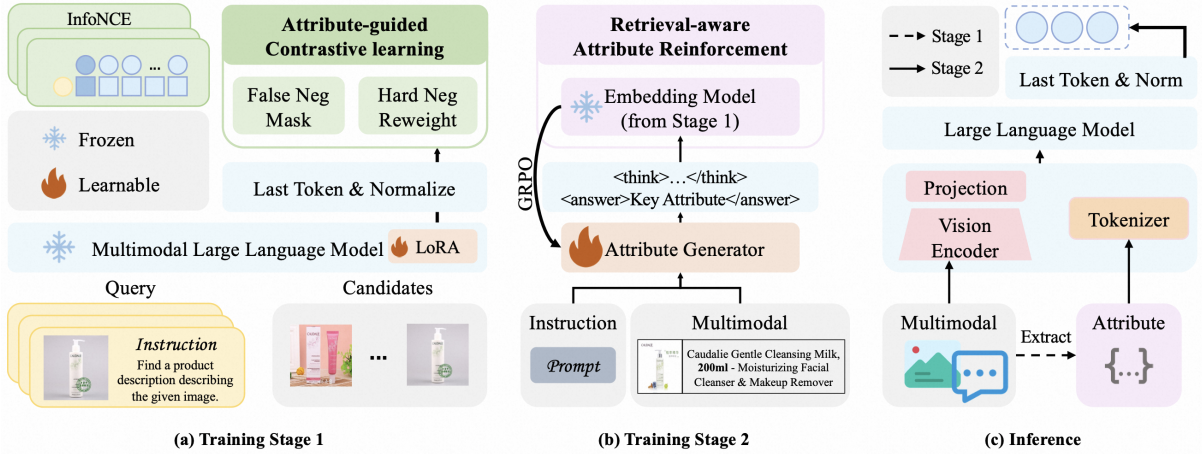 InfoNCE
...
Frozen
Learnable
Attribute-guided
Contrastive learning
False Neg
Mask
Hard Neg
Reweight
Last Token & Normalize
Multimodal Large Language Model
LoRA
Query
Candidates
Instruction
Find a product
description describing
the given image.
...
(a) Training Stage 1
Retrieval-aware
Attribute Reinforcement
Embedding Model
(from Stage 1)
GRPO
<think>...</think>
<answer>Key Attribute</answer>
Attribute Generator
Instruction
Prompt
Multimodal
Caudalie Gentle Cleansing Milk,
200ml - Moisturizing Facial
Cleanser & Makeup Remover
(b) Training Stage 2
Stage 1
Stage 2
Last Token & Norm
Large Language Model
Projection
Vision
Encoder
Tokenizer
Multimodal
Extract
Attribute
{...}
(c) Inference